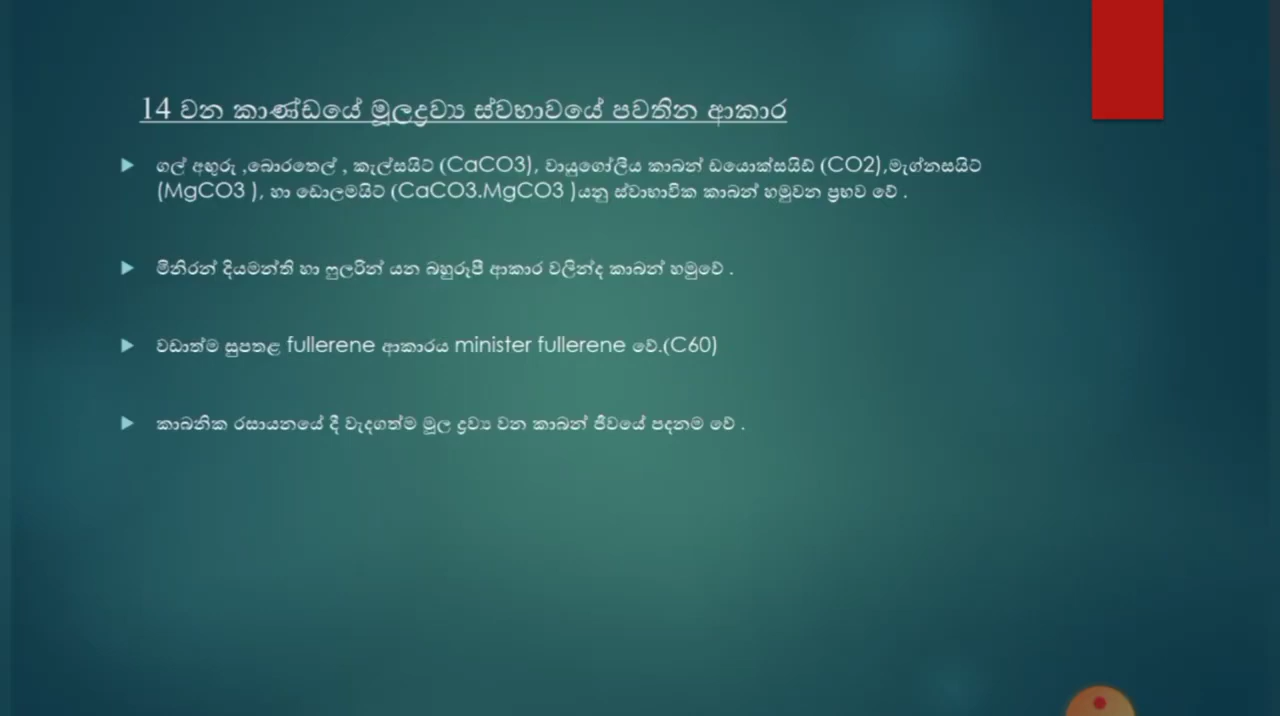 14 වන කාණ්ඩයේ මූලද්‍රව්‍ය ස්වභාවයේ පවතින ආකාර
ගල් අඟුරු ,බොරතෙල් , කැල්සයිට් (CaCO3), වායුගෝලීය කාබන් ඩයොක්සයිඩ් (CO2),මැග්නසයිට්
(MgCO3 ), හා ඩොලමයිට් (CaCO3.MgCO3 )යනු ස්වාභාවික කාබන් හමුවන ප්‍රභව වේ .
මිනිරන් දියමන්ති හා ෆුලරින් යන බහුරූපී ආකාර වලින්ද කාබන් හමුවේ .
වඩාත්ම සුපතළ fullerene ආකාරය minister fullerene වේ.(C60)
කාබනික රසායනයේ දී වැදගත්ම මූල ද්‍රව්‍ය වන කාබන් ජීවයේ පදනම වේ .